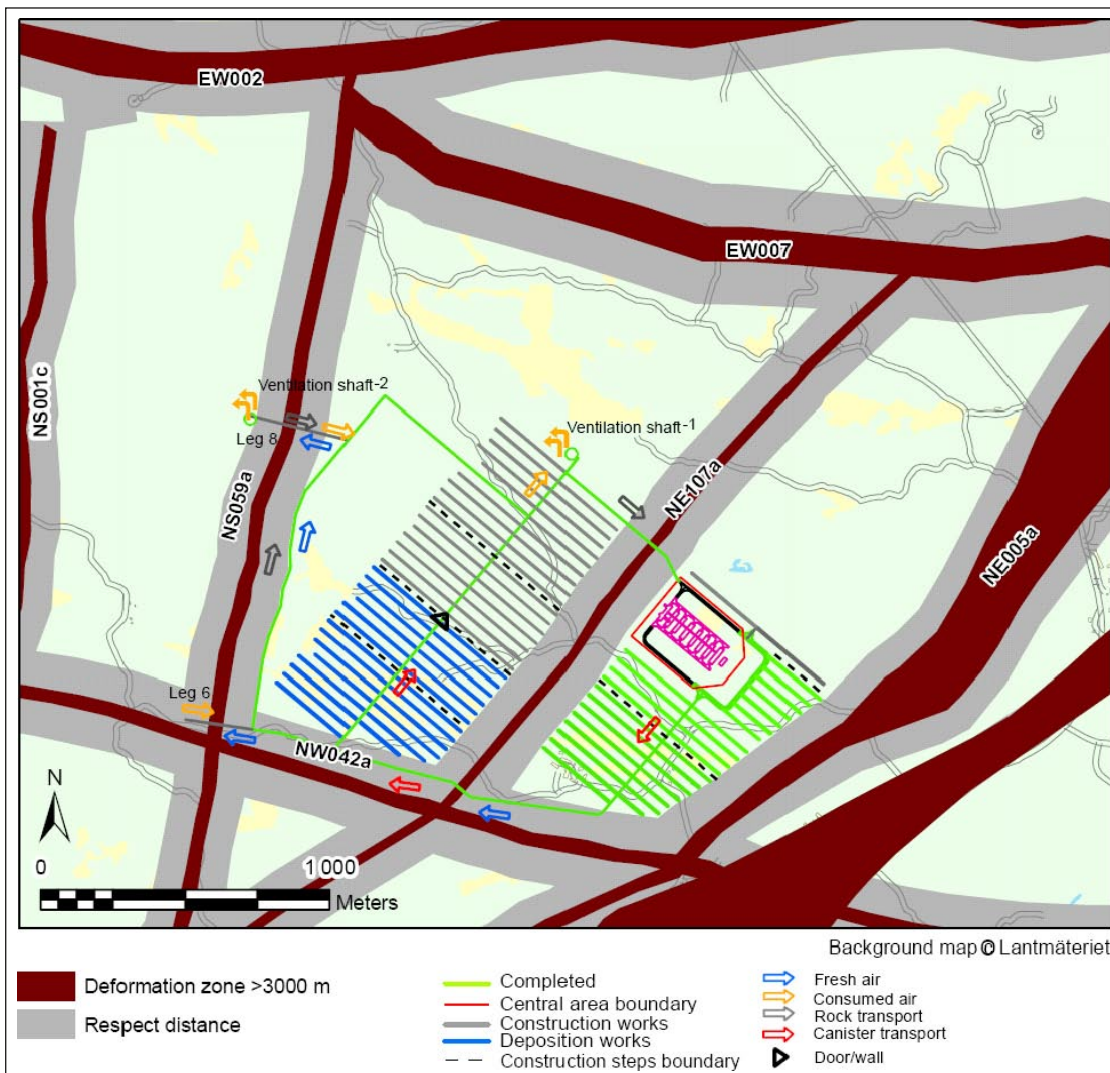 EW002
EW007
NS001c
Ventilation shaft-2
Leg 8
Ventilation shaft-1
NS059a
NE107a
NE005a
Leg 6
NW042a
N
0
1 000
Meters
Background map © Lantmäteriet
Deformation zone >3000 m
Respect distance
Completed
Central area boundary
Construction works
Deposition works
Construction steps boundary
Fresh air
Consumed air
Rock transport
Canister transport
Door/wall